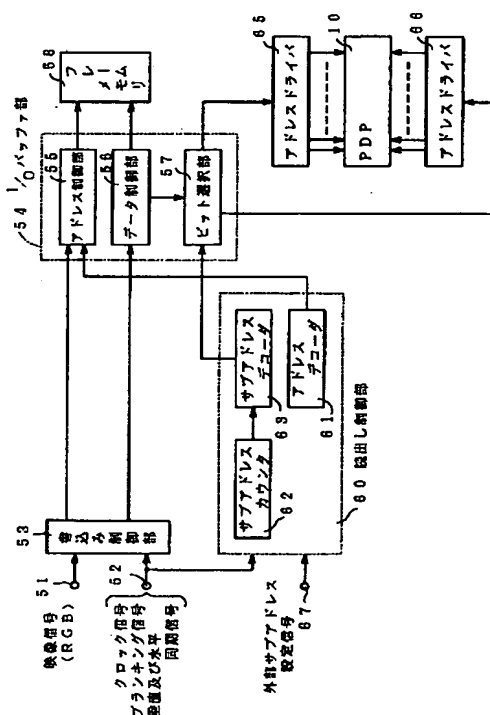 映像信号
(RGB)
51
クロック信号
ブランキング信号
垂直及び水平
同期信号
52
外部サブアドレス
設定信号
67
53
書込み制御部
サブアドレス
カウンタ
62
サブアドレス
デコーダ
63
アドレス
デコーダ
61
60 読出し制御部
54 I/Oバッファ部
アドレス制御部
55
データ制御部
56
ビット選択部
57
フレー
ムメモ
リ
68
アドレスドライバ
65
PDP
10
アドレスドライバ
66